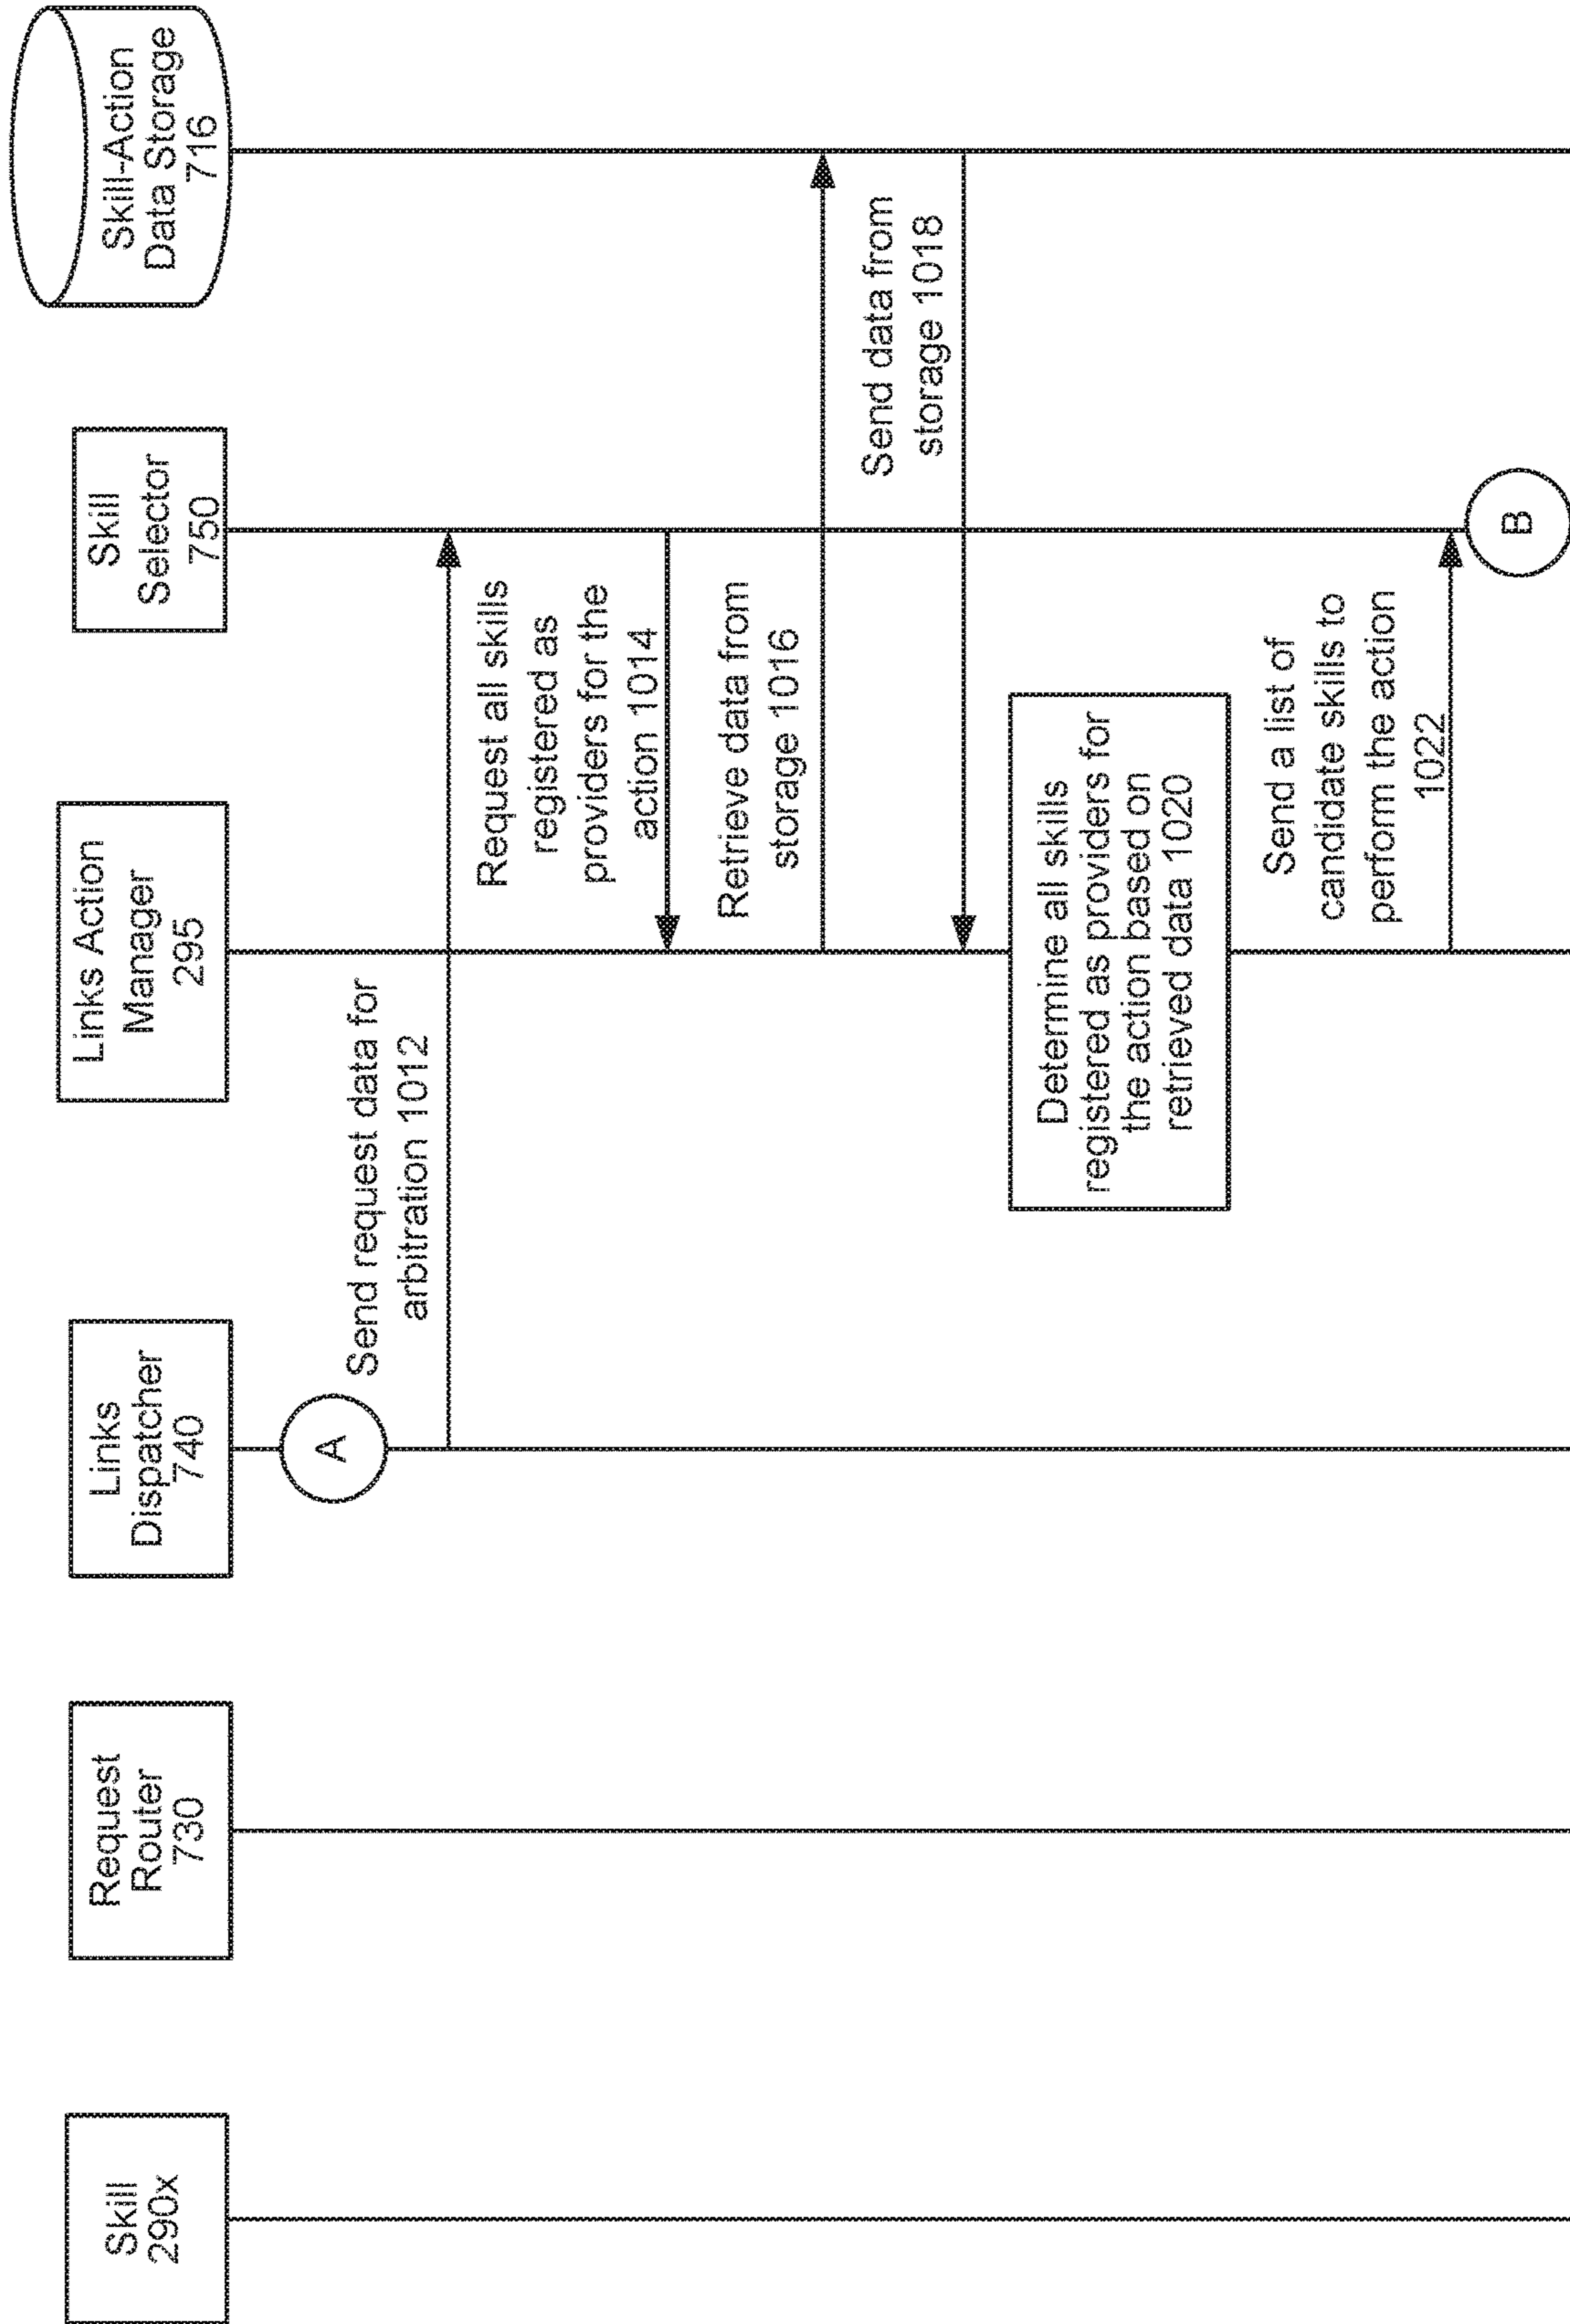 Skill
290x
Request
Router
730
Links
Dispatcher
740
Links Action
Manager
295
Skill
Selector
750
Skill-Action
Data Storage
716
A
Send request data for
arbitration 1012
Request all skills
registered as
providers for the
action 1014
Retrieve data from
storage 1016
Send data from
storage 1018
Determine all skills
registered as providers for
the action based on
retrieved data 1020
Send a list of
candidate skills to
perform the action
1022
B